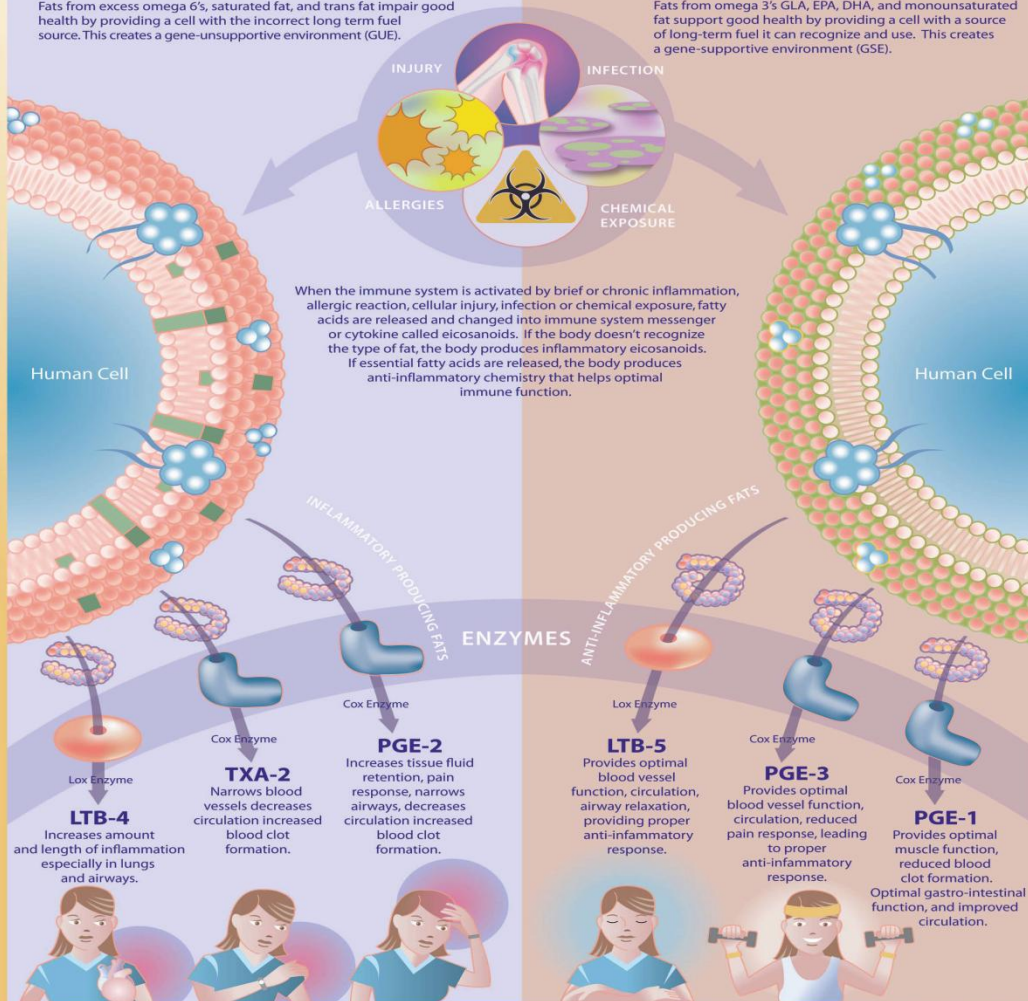 Fats from excess omega 6's, saturated fat, and trans fat impair good
health by providing a cell with the incorrect long term fuel
source. This creates a gene-unsupportive environment (GUE).
Fats from omega 3's GLA, EPA, DHA, and monounsaturated
fat support good health by providing a cell with a source
of long-term fuel it can recognize and use. This creates
a gene-supportive environment (GSE).
INJURY
INFECTION
ALLERGIES
CHEMICAL
EXPOSURE
When the immune system is activated by brief or chronic inflammation,
allergic reaction, cellular injury, infection or chemical exposure, fatty
acids are released and changed into immune system messenger
or cytokine called eicosanoids. If the body doesn't recognize
the type of fat, the body produces inflammatory eicosanoids.
If essential fatty acids are released, the body produces
anti-inflammatory chemistry that helps optimal
immune function.
Human Cell
Human Cell
INFLAMMATORY PRODUCING FATS
ANTI-INFLAMMATORY PRODUCING FATS
ENZYMES
Lox Enzyme
LTB-4
Increases amount
and length of inflammation
especially in lungs
and airways.
Cox Enzyme
TXA-2
Narrows blood
vessels decreases
circulation increased
blood clot
formation.
Cox Enzyme
PGE-2
Increases tissue fluid
retention, pain
response, narrows
airways, decreases
circulation increased
blood clot
formation.
Lox Enzyme
LTB-5
Provides optimal
blood vessel
function, circulation,
airway relaxation,
providing proper
anti-infammatory
response.
Cox Enzyme
PGE-3
Provides optimal
blood vessel function,
circulation, reduced
pain response, leading
to proper
anti-infammatory
response.
Cox Enzyme
PGE-1
Provides optimal
muscle function,
reduced blood
clot formation.
Optimal gastro-intestinal
function, and improved
circulation.